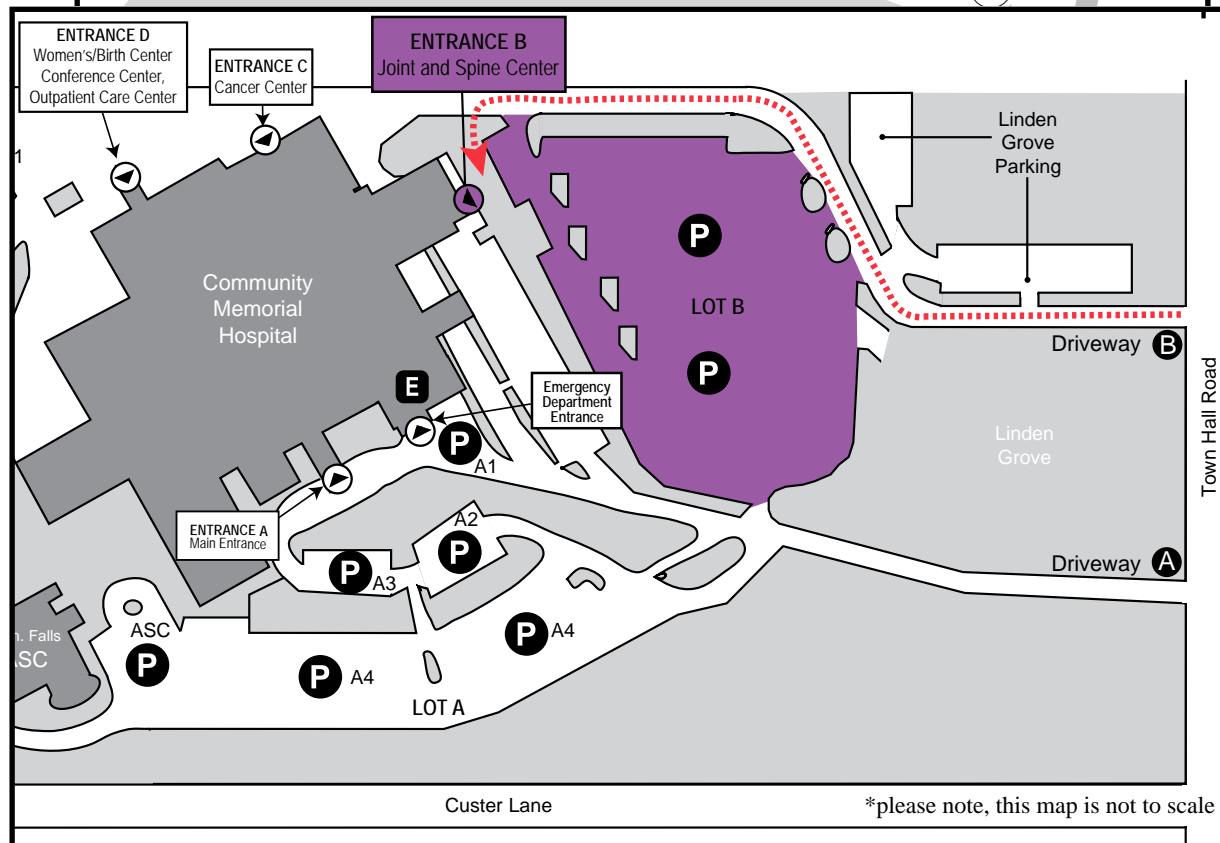 ENTRANCE D
Women's/Birth Center
Conference Center,
Outpatient Care Center
ENTRANCE C
Cancer Center
ENTRANCE B
Joint and Spine Center
Linden
Grove
Parking
1
P
Community
Memorial
Hospital
LOT B
P
Driveway B
E
Emergency
Department
Entrance
Town Hall Road
P
A1
Linden
Grove
ENTRANCE A
Main Entrance
A2
P
P
A3
Driveway A
n. Falls
ASC
ASC
P
P
A4
P
A4
LOT A
Custer Lane
*please note, this map is not to scale